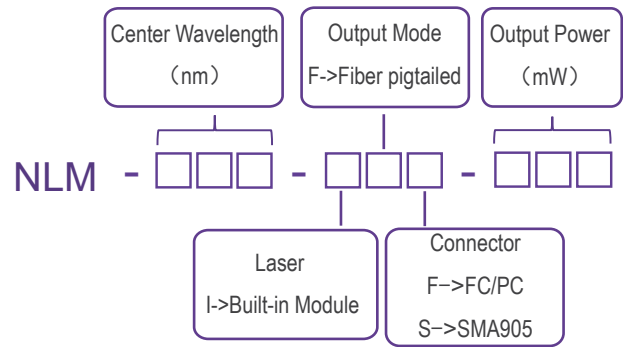 Center Wavelength
（nm）
Output Mode
F->Fiber pigtailed
Output Power
（mW）
NLM - □□□ - □□□ - □□□
Laser
I->Built-in Module
Connector
F−>FC/PC
S−>SMA905